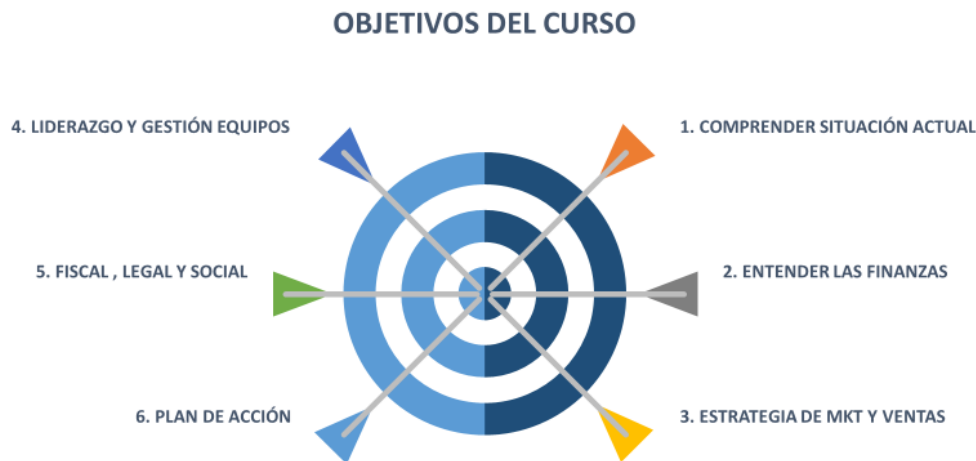 OBJETIVOS DEL CURSO
4. LIDERAZGO Y GESTIÓN EQUIPOS
1. COMPRENDER SITUACIÓN ACTUAL
5. FISCAL , LEGAL Y SOCIAL
2. ENTENDER LAS FINANZAS
6. PLAN DE ACCIÓN
3. ESTRATEGIA DE MKT Y VENTAS